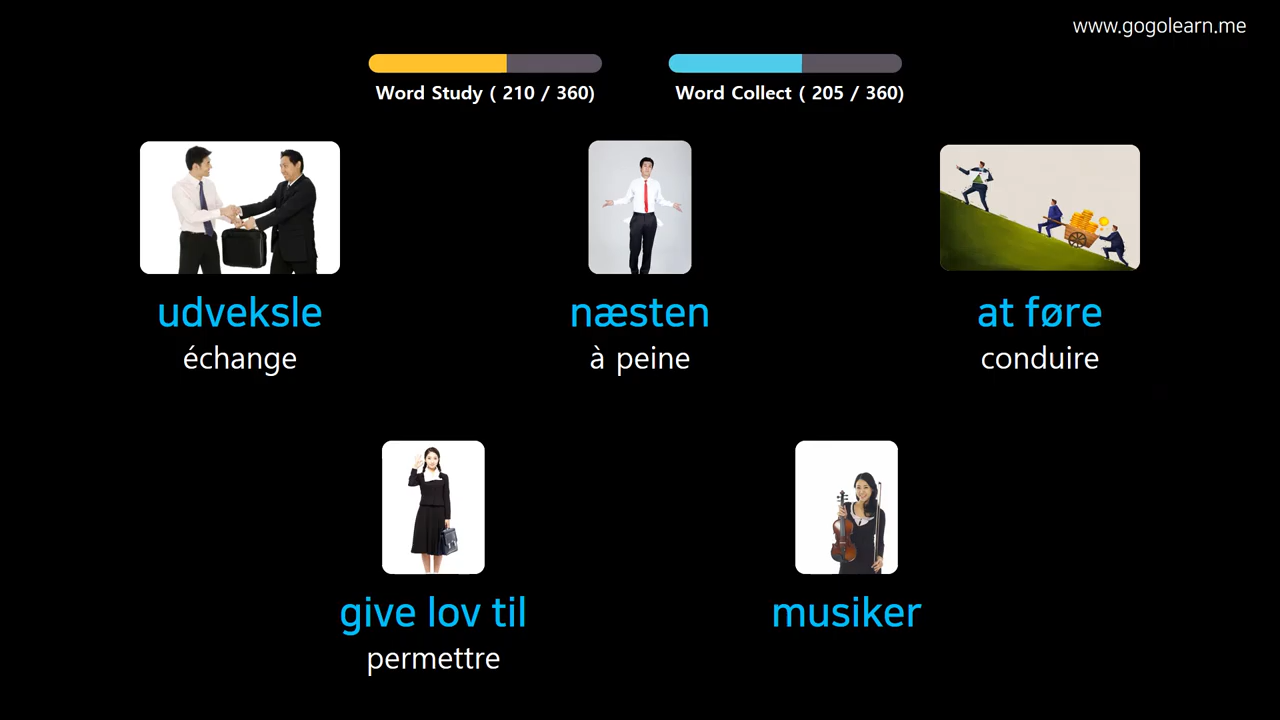 www.gogolearn.me
Word Study ( 210 / 360)
Word Collect ( 205 / 360)
udveksle
échange
næsten
à peine
at føre
conduire
give lov til
permettre
musiker